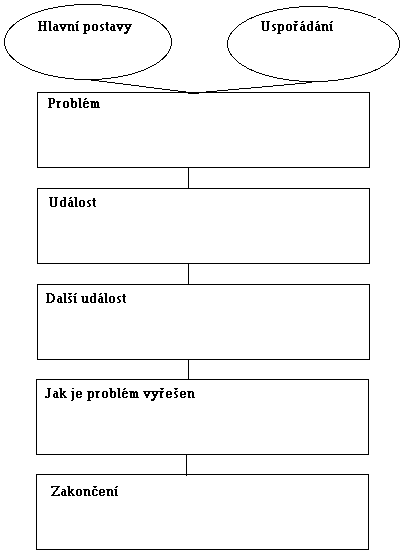 Hlavní postavy
Uspořádání
Problém
Událost
Další událost
Jak je problém vyřešen
Zakončení